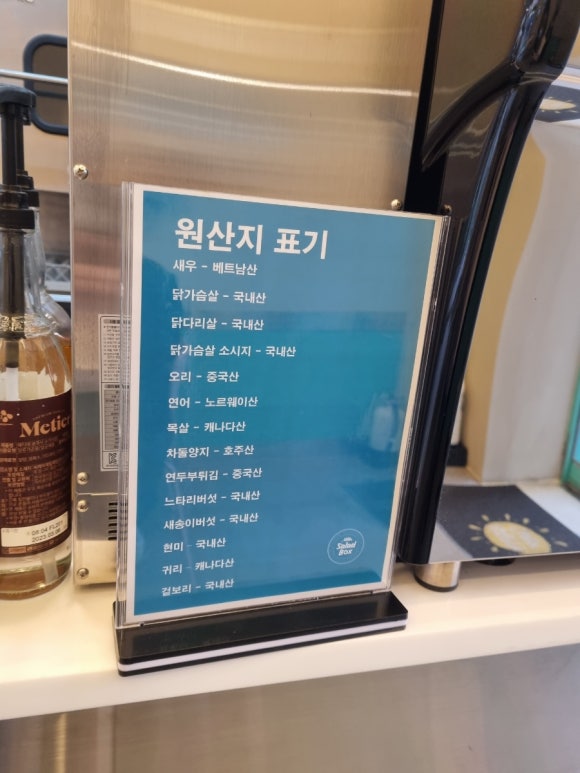 원산지 표기
새우 - 베트남산
닭가슴살 - 국내산
닭다리살 - 국내산
닭가슴살 소시지 - 국내산
오리 - 중국산
연어 - 노르웨이산
목살 - 캐나다산
차돌양지 - 호주산
연두부튀김 - 중국산
느타리버섯 - 국내산
새송이버섯 - 국내산
현미 - 국내산
귀리 - 캐나다산
겉보리 - 국내산
Salad
Box
Metier